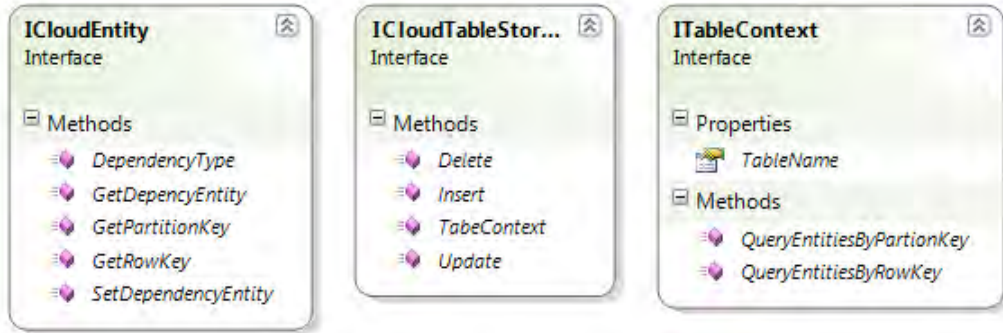 ICloudEntity
Interface
Methods
DependencyType
GetDepencyEntity
GetPartitionKey
GetRowKey
SetDependencyEntity
ICloudTableStor...
Interface
Methods
Delete
Insert
TabeContext
Update
ITableContext
Interface
Properties
TableName
Methods
QueryEntitiesByPartionKey
QueryEntitiesByRowKey